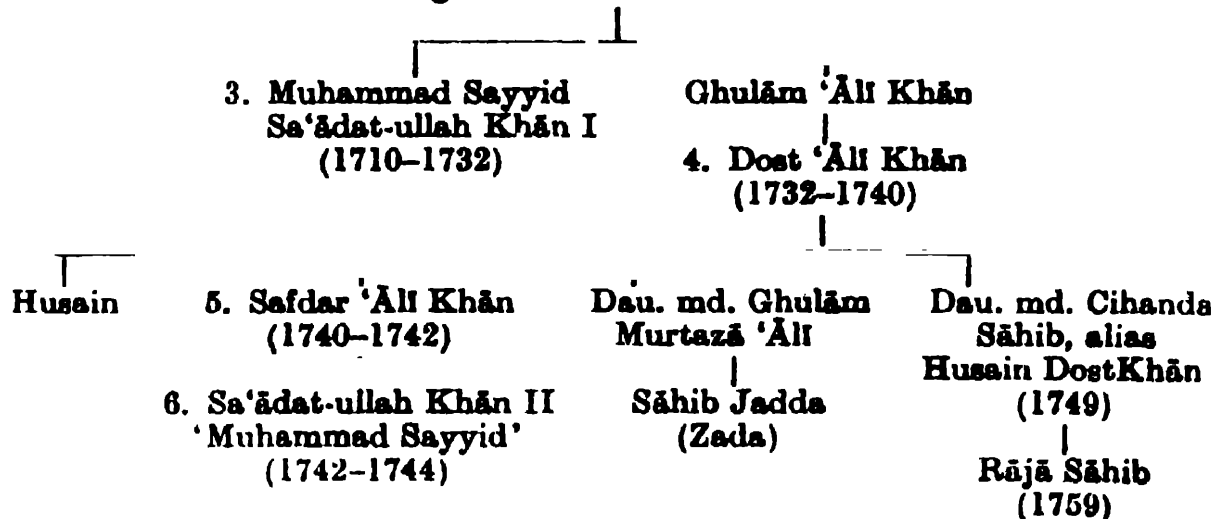 3. Muhammad Sayyid
Sa‘ādat-ullah Khān I
(1710–1732)
Ghulām ‘Ālī Khān
4. Dost ‘Ālī Khān
(1732–1740)
Husain
5. Safdar ‘Ālī Khān
(1740–1742)
Dau. md. Ghulām
Murtazā ‘Ālī
Dau. md. Cihanda
Sāhib, alias
Husain DostKhān
(1749)
6. Sa‘ādat-ullah Khān II
‘Muhammad Sayyid’
(1742–1744)
Sāhib Jadda
(Zada)
Rājā Sāhib
(1759)